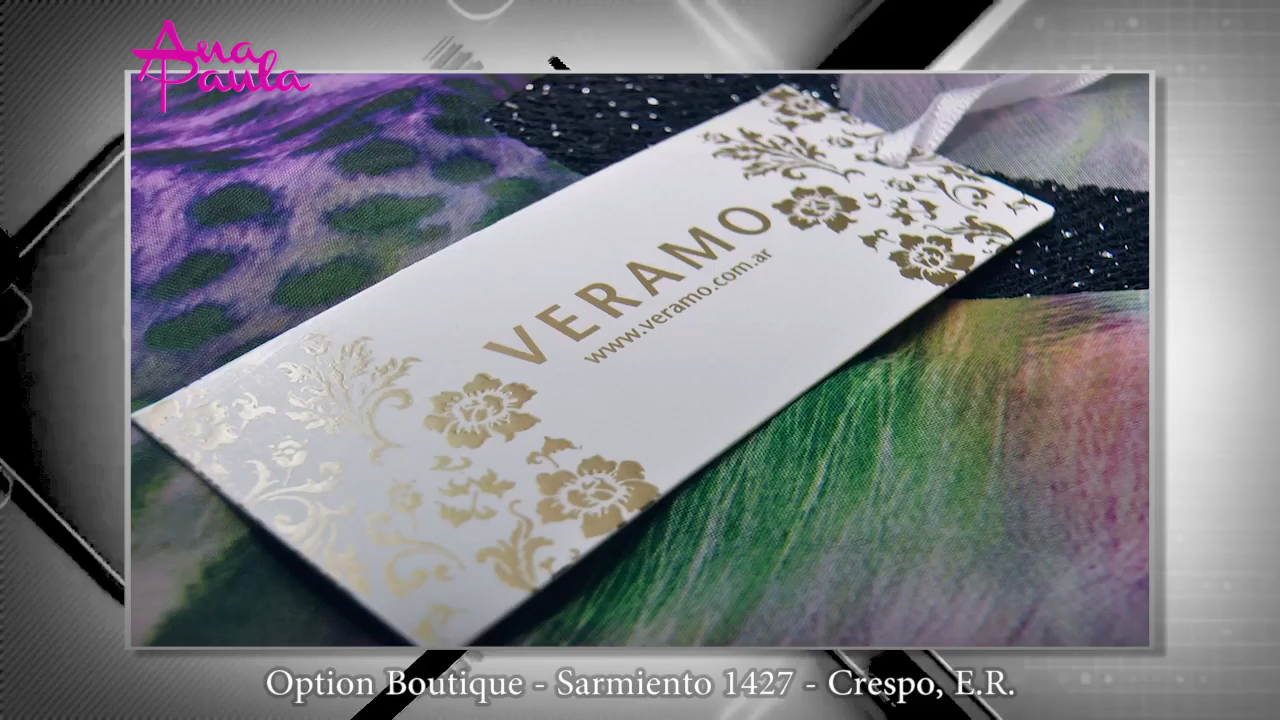 Ana
Paula
VERAMO
www.veramo.com.ar
Option Boutique - Sarmiento 1427 - Crespo, E.R.